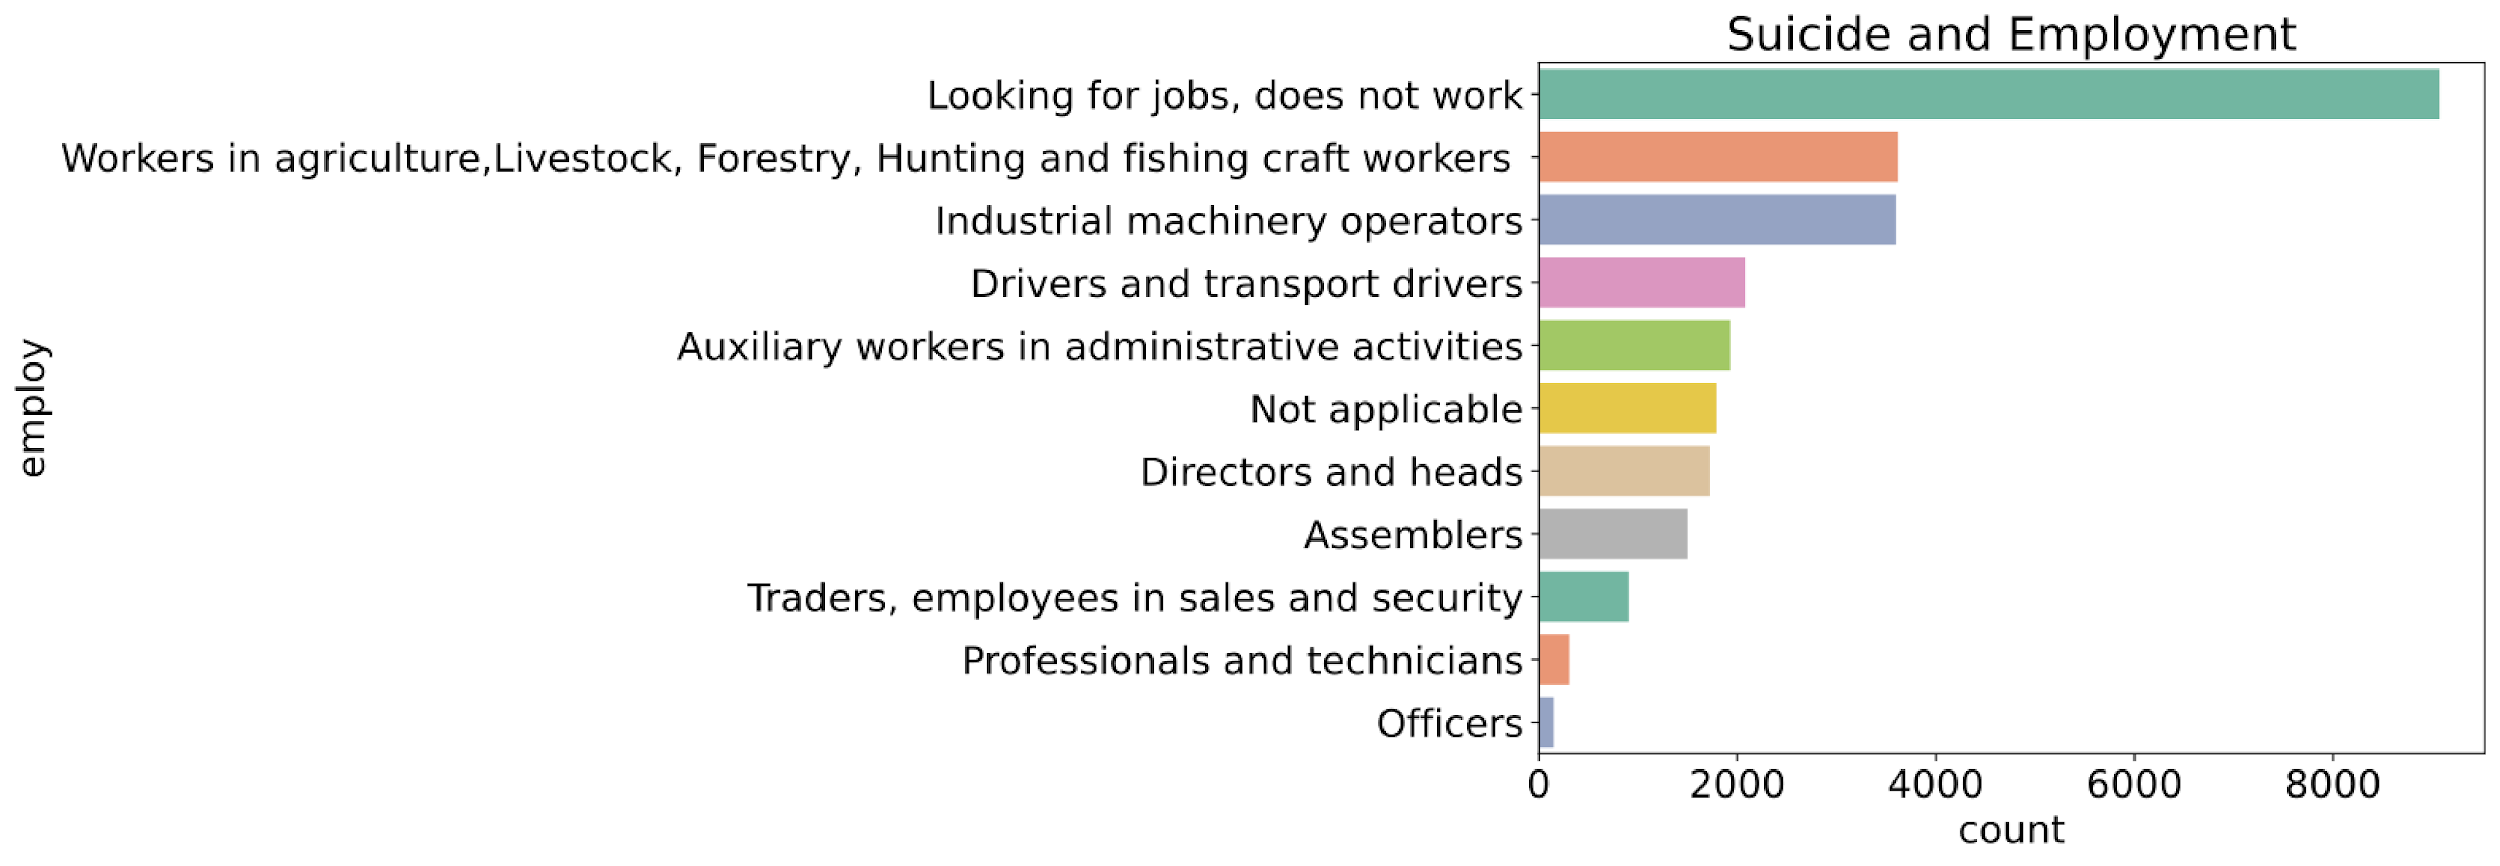 Suicide and Employment
employ
Looking for jobs, does not work
Workers in agriculture,Livestock, Forestry, Hunting and fishing craft workers
Industrial machinery operators
Drivers and transport drivers
Auxiliary workers in administrative activities
Not applicable
Directors and heads
Assemblers
Traders, employees in sales and security
Professionals and technicians
Officers
0 2000 4000 6000 8000
count